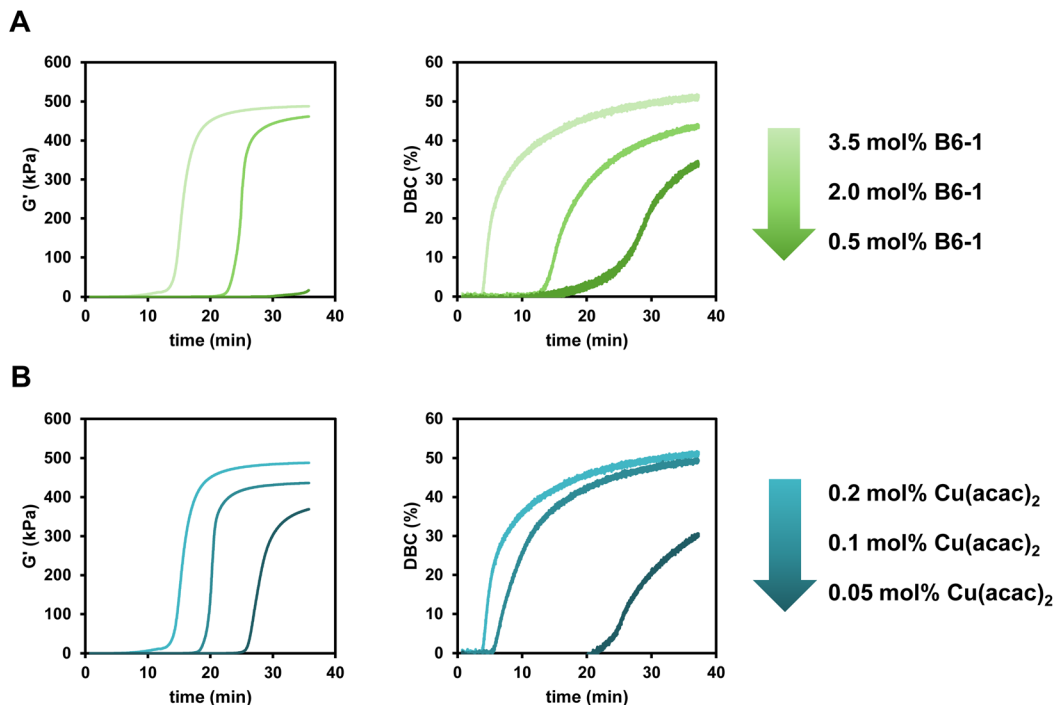 A
600
500
400
300
200
100
0
G' (kPa)
0 10 20 30 40
time (min)
60
50
40
30
20
10
0
DBC (%)
0 10 20 30 40
time (min)
3.5 mol% B6-1
2.0 mol% B6-1
0.5 mol% B6-1
B
600
500
400
300
200
100
0
G' (kPa)
0 10 20 30 40
time (min)
60
50
40
30
20
10
0
DBC (%)
0 10 20 30 40
time (min)
0.2 mol% Cu(acac)₂
0.1 mol% Cu(acac)₂
0.05 mol% Cu(acac)₂